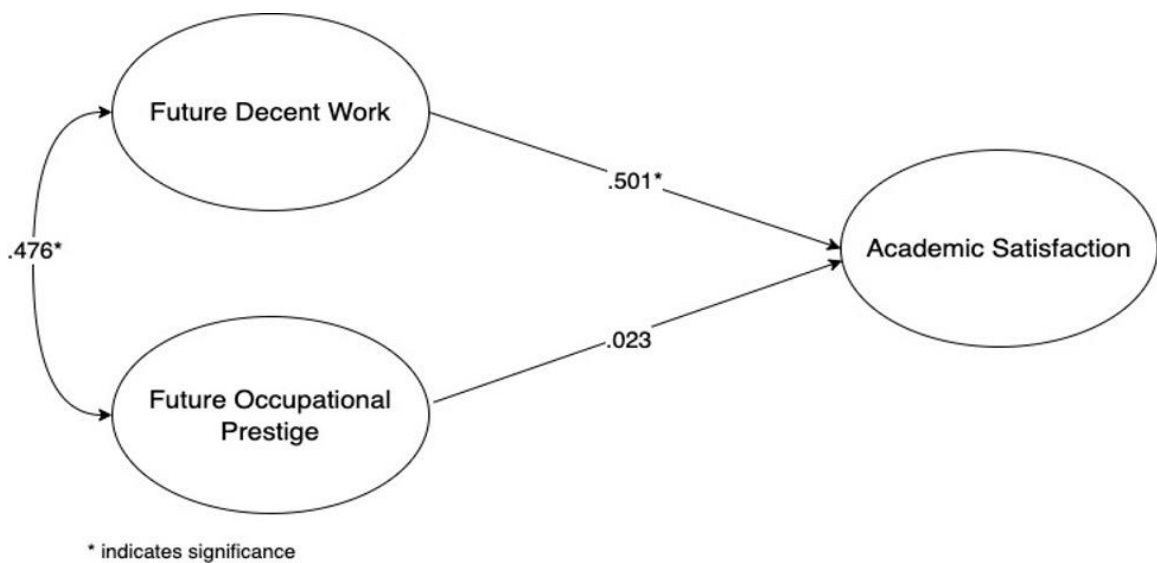 Future Decent Work
.501*
Academic Satisfaction
.476*
.023
Future Occupational
Prestige
* indicates significance